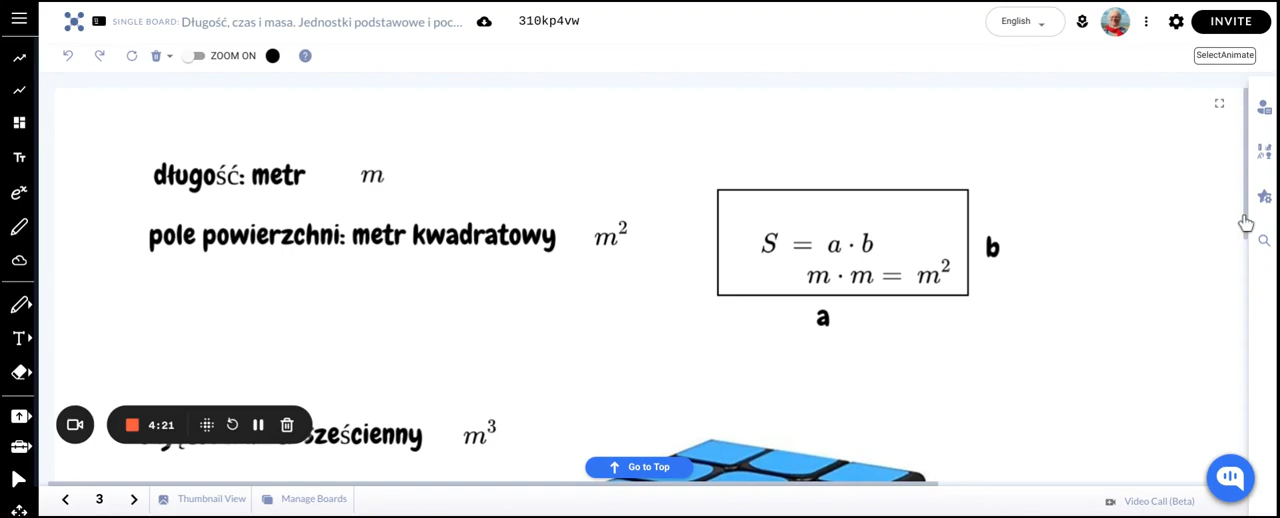 SINGLE BOARD: Długość, czas i masa. Jednostki podstawowe i poc...
310kp4vw
English
INVITE
ZOOM ON
SelectAnimate
długość: metr m
pole powierzchni: metr kwadratowy m²
S = a · b
m · m = m²
b
a
4:21
sześcienny m³
Go to Top
3
Thumbnail View
Manage Boards
Video Call (Beta)